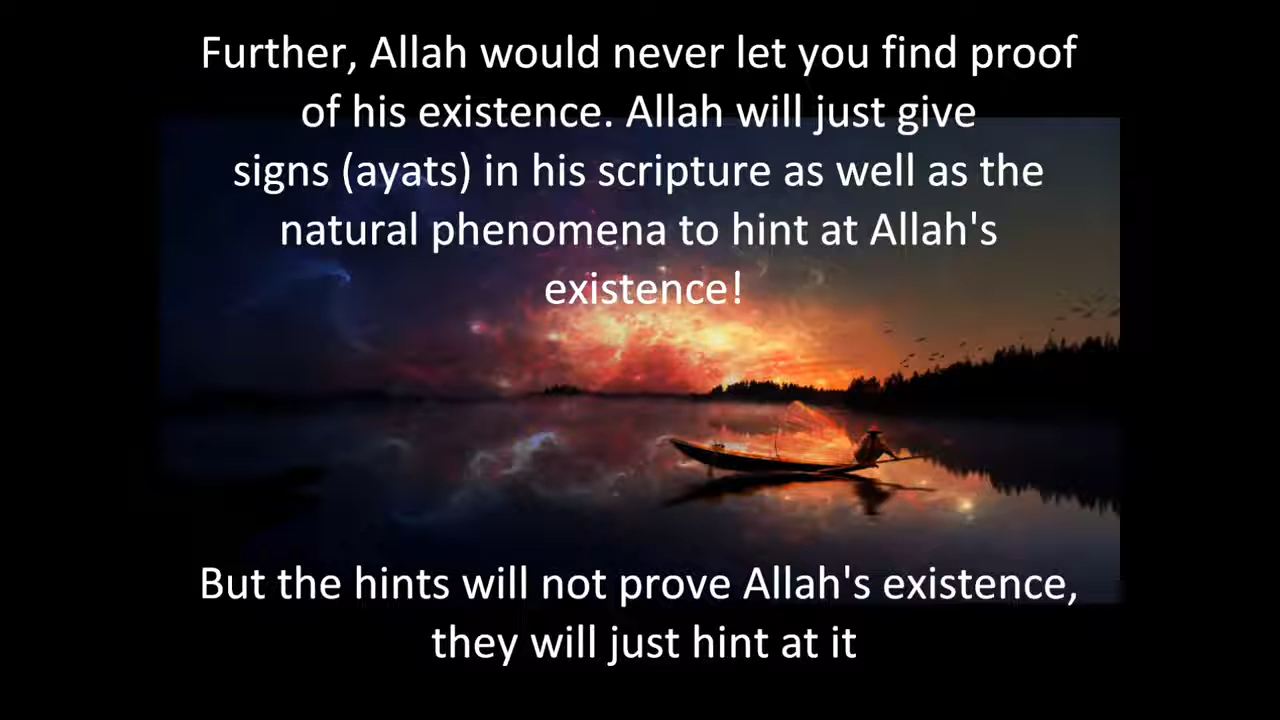 Further, Allah would never let you find proof
of his existence. Allah will just give
signs (ayats) in his scripture as well as the
natural phenomena to hint at Allah's
existence!
But the hints will not prove Allah's existence,
they will just hint at it